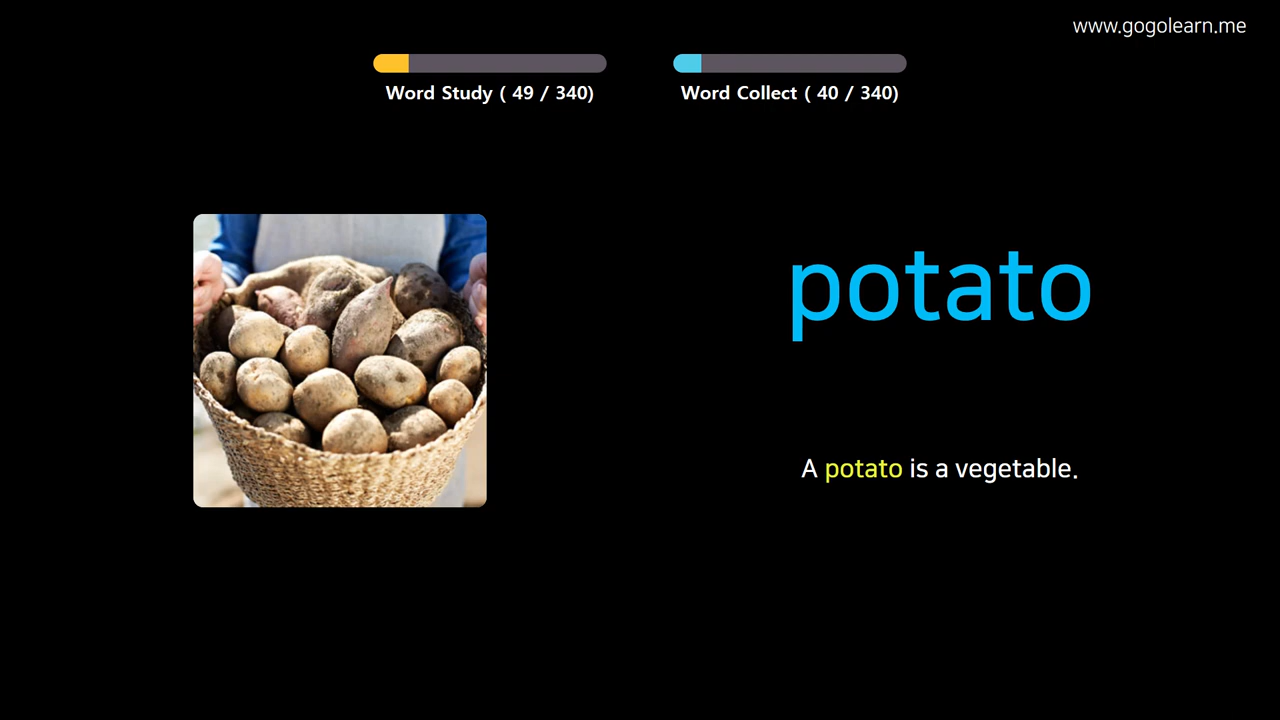 www.gogolearn.me
Word Study ( 49 / 340)
Word Collect ( 40 / 340)
potato
A potato is a vegetable.